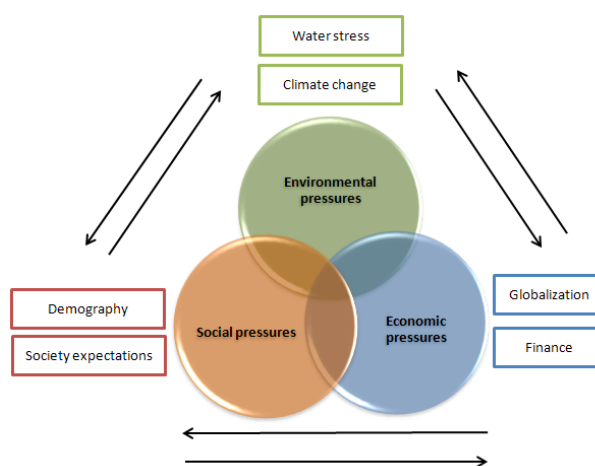 Water stress
Climate change
Environmental
pressures
Demography
Society expectations
Social pressures
Economic
pressures
Globalization
Finance